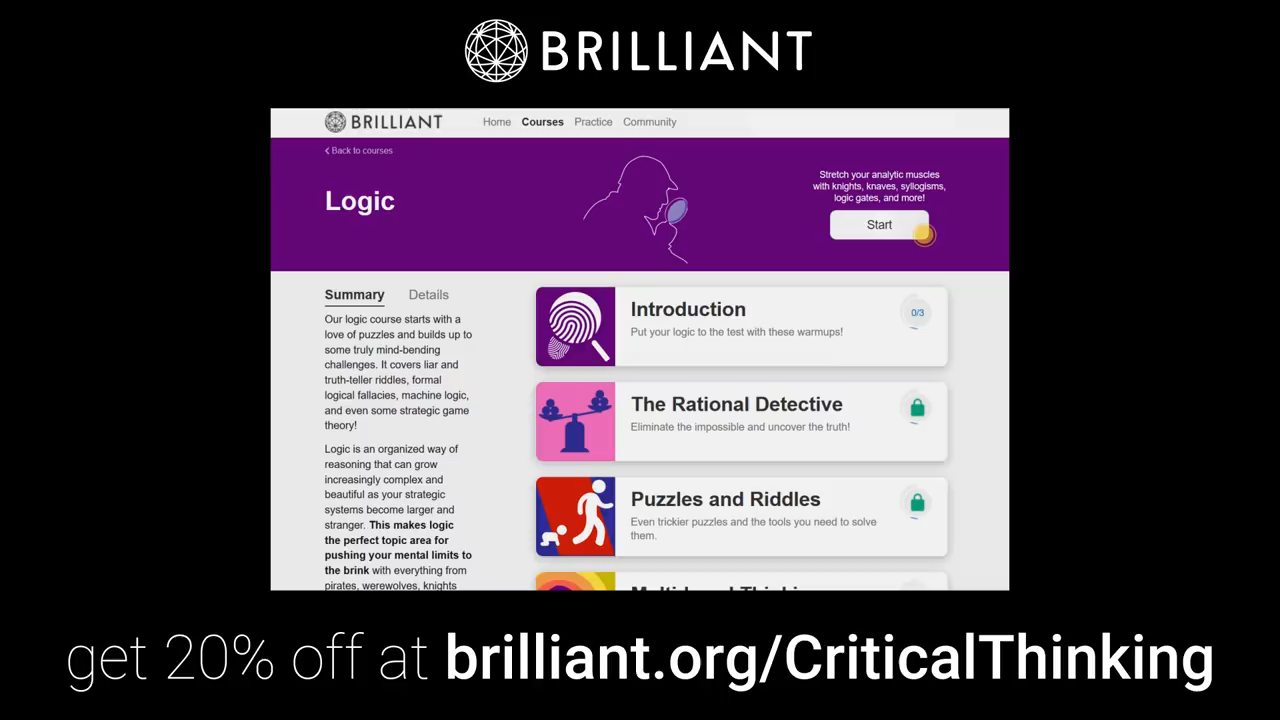 BRILLIANT
BRILLIANT
Home Courses Practice Community
Back to courses
Logic
Stretch your analytic muscles
with knights, knaves, syllogisms,
logic gates, and more!
Start
Summary Details
Our logic course starts with a
love of puzzles and builds up to
some truly mind-bending
challenges. It covers liar and
truth-teller riddles, formal
logical fallacies, machine logic,
and even some strategic game
theory!
Logic is an organized way of
reasoning that can grow
increasingly complex and
beautiful as your strategic
systems become larger and
stranger. This makes logic
the perfect topic area for
pushing your mental limits to
the brink with everything from
pirates, werewolves, knights
Introduction
Put your logic to the test with these warmups!
0/3
The Rational Detective
Eliminate the impossible and uncover the truth!
Puzzles and Riddles
Even trickier puzzles and the tools you need to solve
them.
get 20% off at brilliant.org/CriticalThinking